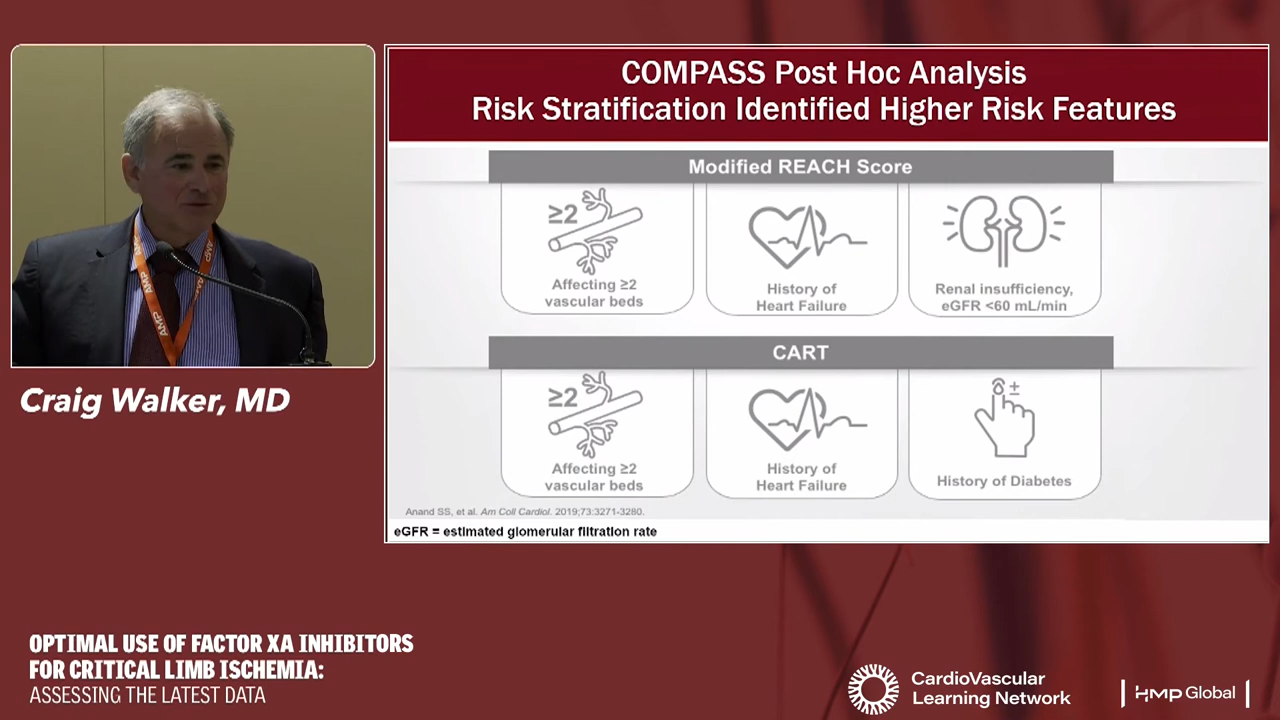 COMPASS Post Hoc Analysis
Risk Stratification Identified Higher Risk Features
Modified REACH Score
≥2
Affecting ≥2
vascular beds
History of
Heart Failure
Renal insufficiency,
eGFR <60 mL/min
CART
≥2
Affecting ≥2
vascular beds
History of
Heart Failure
±
History of Diabetes
Anand SS, et al. Am Coll Cardiol. 2019;73:3271-3280.
eGFR = estimated glomerular filtration rate
AMP
AMP
AMP
AMP
Craig Walker, MD
OPTIMAL USE OF FACTOR XA INHIBITORS
FOR CRITICAL LIMB ISCHEMIA:
ASSESSING THE LATEST DATA
CardioVascular
Learning Network
HMP Global